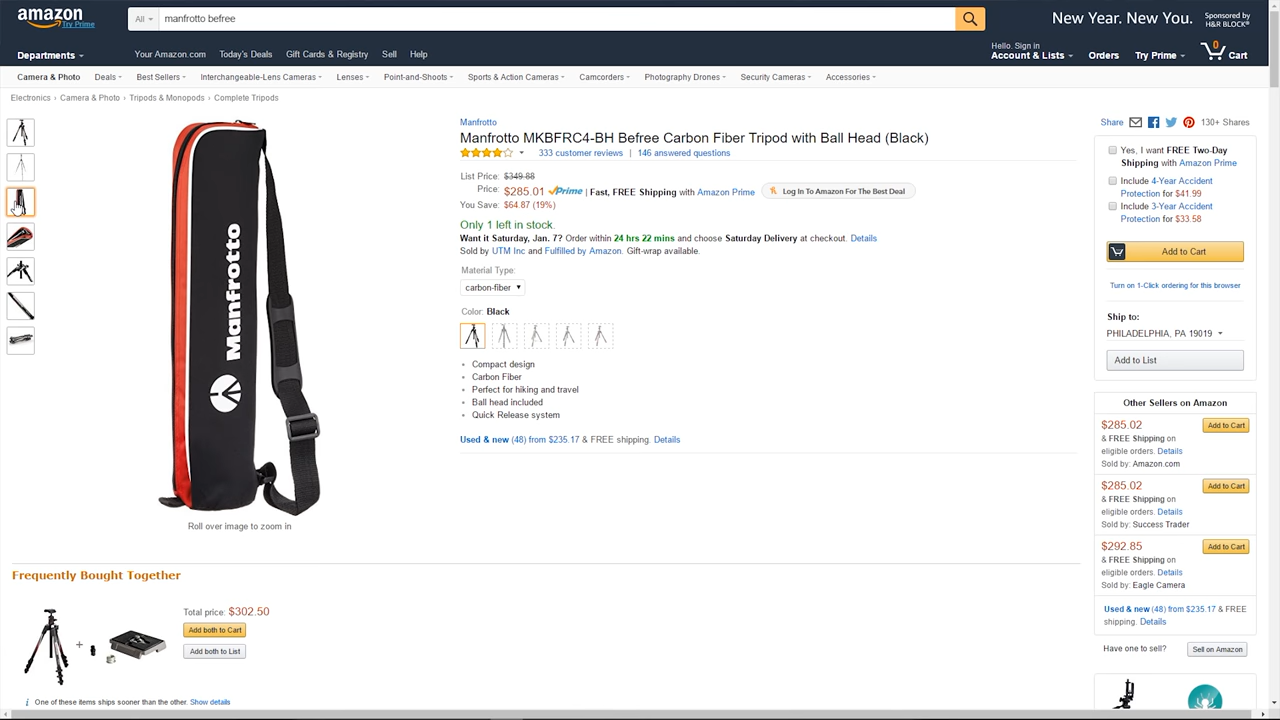 amazon
Try Prime
All
manfrotto befree
New Year. New You.
Sponsored by
H&R BLOCK®
Departments
Your Amazon.com
Today's Deals
Gift Cards & Registry
Sell
Help
Hello. Sign in
Account & Lists
Orders
Try Prime
0
Cart
Camera & Photo
Deals
Best Sellers
Interchangeable-Lens Cameras
Lenses
Point-and-Shoots
Sports & Action Cameras
Camcorders
Photography Drones
Security Cameras
Accessories
Electronics › Camera & Photo › Tripods & Monopods › Complete Tripods
Manfrotto
Roll over image to zoom in
Manfrotto
Manfrotto MKBFRC4-BH Befree Carbon Fiber Tripod with Ball Head (Black)
333 customer reviews | 146 answered questions
List Price: $349.88
Price: $285.01 Prime | Fast, FREE Shipping with Amazon Prime
Log In To Amazon For The Best Deal
You Save: $64.87 (19%)
Only 1 left in stock.
Want it Saturday, Jan. 7? Order within 24 hrs 22 mins and choose Saturday Delivery at checkout. Details
Sold by UTM Inc and Fulfilled by Amazon. Gift-wrap available.
Material Type:
carbon-fiber
Color: Black
Compact design
Carbon Fiber
Perfect for hiking and travel
Ball head included
Quick Release system
Used & new (48) from $235.17 & FREE shipping. Details
Share
130+ Shares
Yes, I want FREE Two-Day
Shipping with Amazon Prime
Include 4-Year Accident
Protection for $41.99
Include 3-Year Accident
Protection for $33.58
Add to Cart
Turn on 1-Click ordering for this browser
Ship to:
PHILADELPHIA, PA 19019
Add to List
Other Sellers on Amazon
$285.02
Add to Cart
& FREE Shipping on
eligible orders. Details
Sold by: Amazon.com
$285.02
Add to Cart
& FREE Shipping on
eligible orders. Details
Sold by: Success Trader
$292.85
Add to Cart
& FREE Shipping on
eligible orders. Details
Sold by: Eagle Camera
Used & new (48) from $235.17 & FREE
shipping. Details
Have one to sell?
Sell on Amazon
Frequently Bought Together
+
Total price: $302.50
Add both to Cart
Add both to List
i One of these items ships sooner than the other. Show details